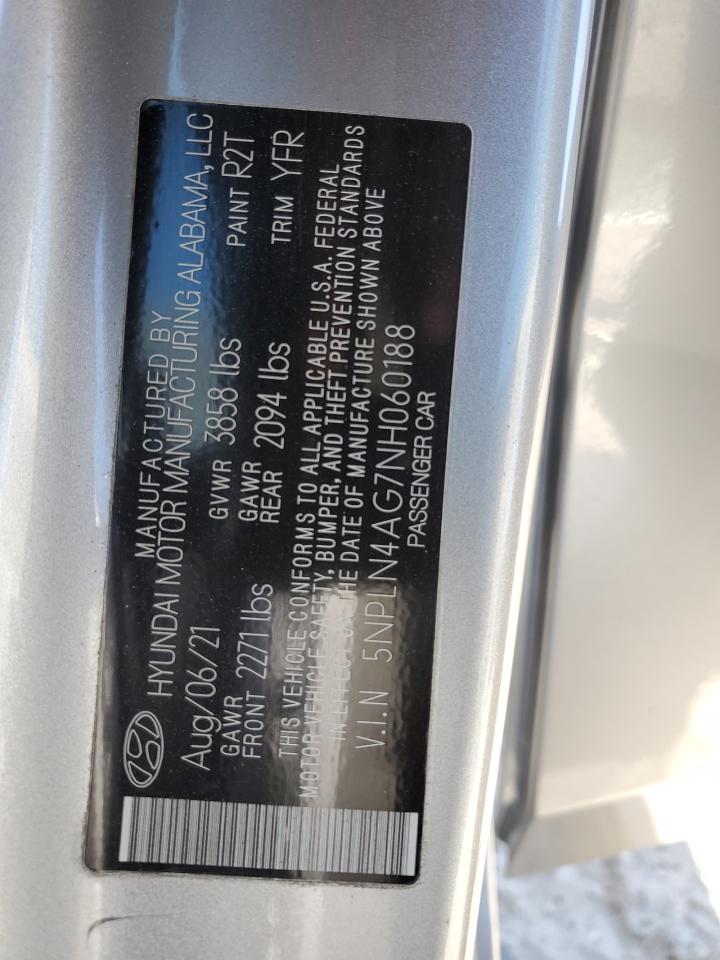 MANUFACTURED BY
HYUNDAI MOTOR MANUFACTURING ALABAMA, LLC
Aug/06/21 GVWR 3858 lbs PAINT R2T
GAWR FRONT 2271 lbs GAWR REAR 2094 lbs TRIM YFR
THIS VEHICLE CONFORMS TO ALL APPLICABLE U.S.A. FEDERAL
MOTOR VEHICLE SAFETY, BUMPER, AND THEFT PREVENTION STANDARDS
IN EFFECT ON THE DATE OF MANUFACTURE SHOWN ABOVE
V.I.N 5NPLN4AG7NH060188
PASSENGER CAR